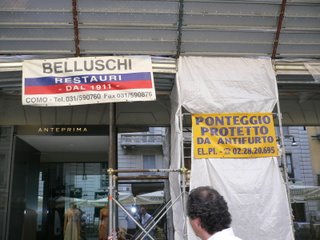 BELLUSCHI
RESTAURI
- DAL 1911 -
COMO - Tel. 031/590760 Fax 031/590876
ANTEPRIMA
PONTEGGIO
PROTETTO
DA ANTIFURTO
EL.PI. - ☎ 02.28.20.695